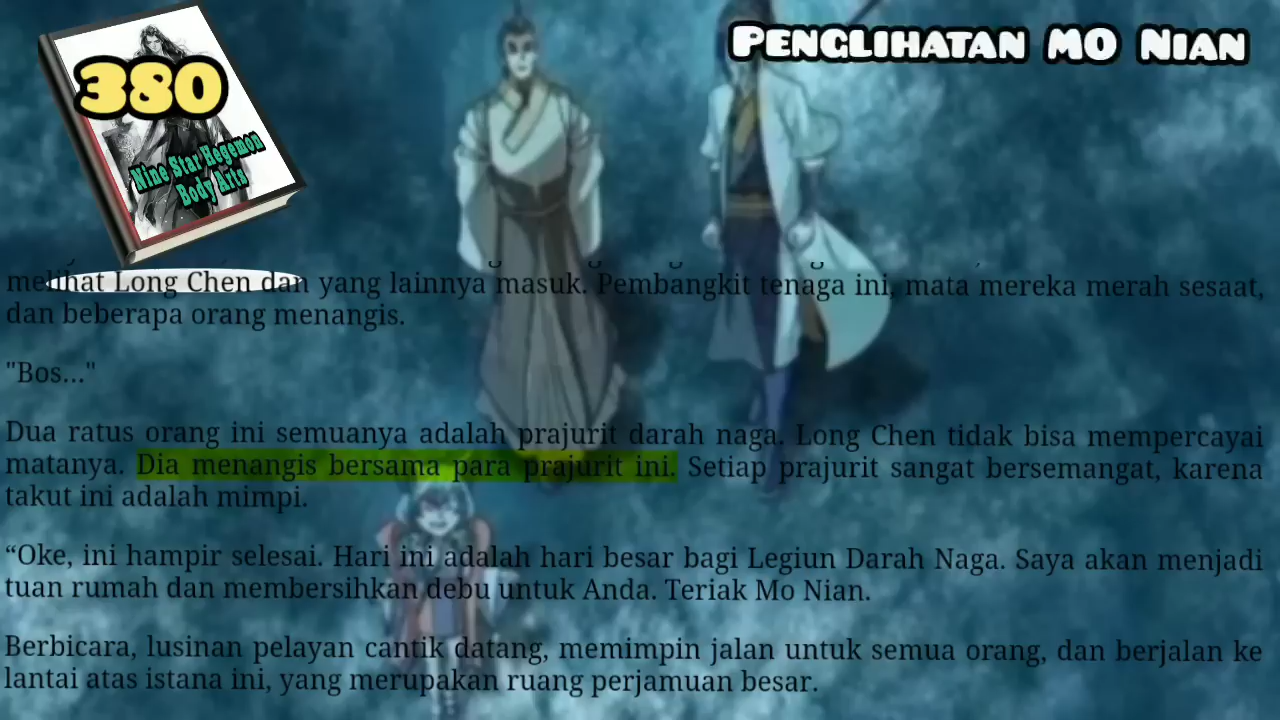 380
Nine Star Hegemon
Body Arts
PENGLIHATAN MO NIAN
melihat Long Chen dan yang lainnya masuk. Pembangkit tenaga ini, mata mereka merah sesaat,
dan beberapa orang menangis.
"Bos..."
Dua ratus orang ini semuanya adalah prajurit darah naga. Long Chen tidak bisa mempercayai
matanya. Dia menangis bersama para prajurit ini. Setiap prajurit sangat bersemangat, karena
takut ini adalah mimpi.
“Oke, ini hampir selesai. Hari ini adalah hari besar bagi Legiun Darah Naga. Saya akan menjadi
tuan rumah dan membersihkan debu untuk Anda. Teriak Mo Nian.
Berbicara, lusinan pelayan cantik datang, memimpin jalan untuk semua orang, dan berjalan ke
lantai atas istana ini, yang merupakan ruang perjamuan besar.